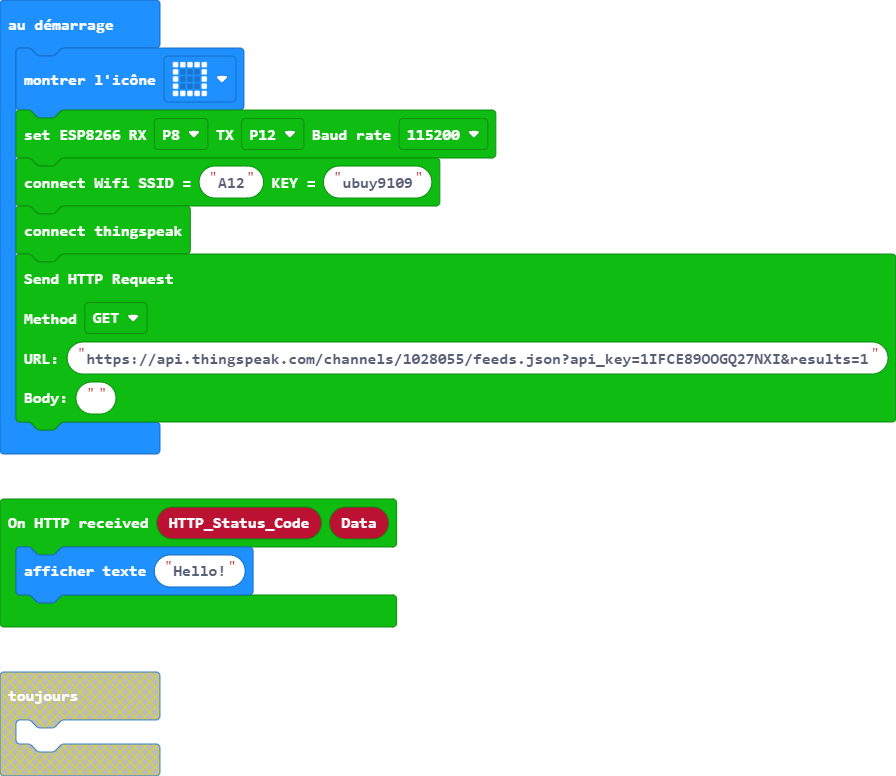 au démarrage
montrer l'icône
set ESP8266 RX P8 TX P12 Baud rate 115200
connect Wifi SSID = "A12" KEY = "ubuy9109"
connect thingspeak
Send HTTP Request
Method GET
URL: "https://api.thingspeak.com/channels/1028055/feeds.json?api_key=1IFCE89OOGQ27NXI&results=1"
Body: " "
On HTTP received HTTP_Status_Code Data
afficher texte "Hello!"
toujours